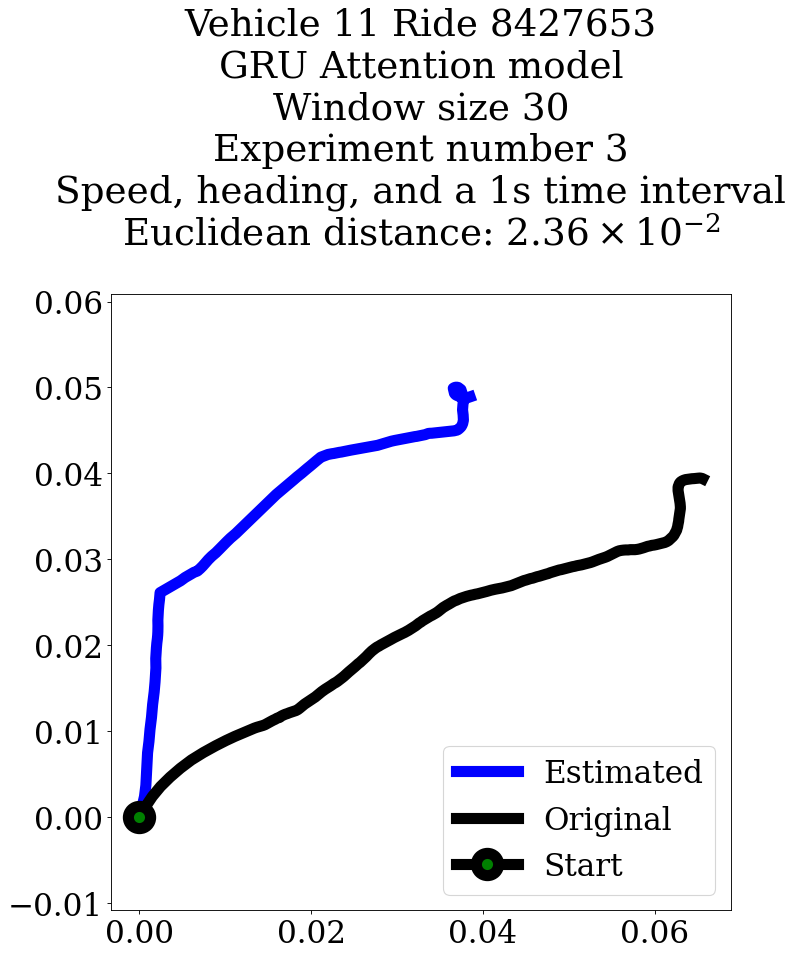 Vehicle 11 Ride 8427653
GRU Attention model
Window size 30
Experiment number 3
Speed, heading, and a 1s time interval
Euclidean distance: 2.36 × 10⁻²
0.06
0.05
0.04
0.03
0.02
0.01
0.00
−0.01
Estimated
Original
Start
0.00 0.02 0.04 0.06